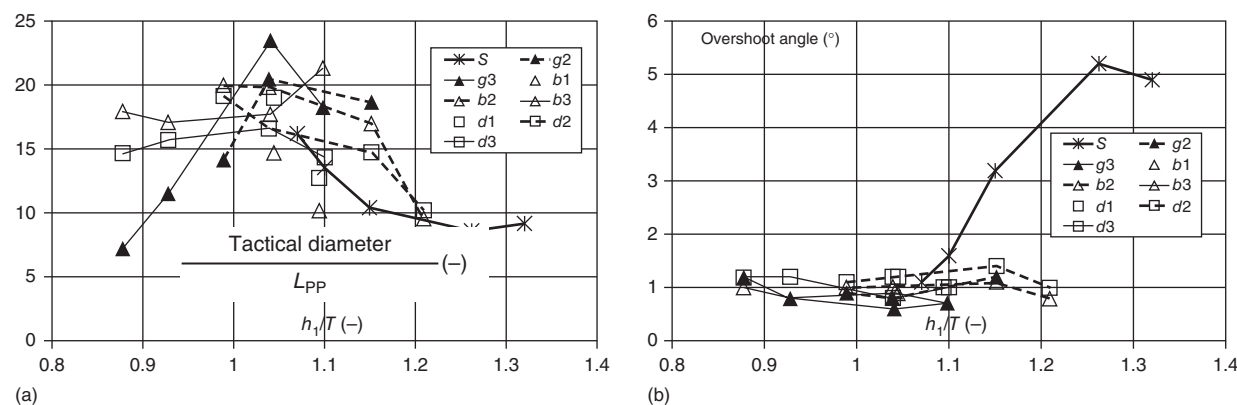 25
20
15
10
5
0
0.8 0.9 1 1.1 1.2 1.3 1.4
S g2
g3 b1
b2 b3
d1 d2
d3
Tactical diameter
(–)
LPP
h1/T (–)
(a)
6
5
4
3
2
1
0
0.8 0.9 1 1.1 1.2 1.3 1.4
Overshoot angle (°)
S g2
g3 b1
b2 b3
d1 d2
d3
h1/T (–)
(b)